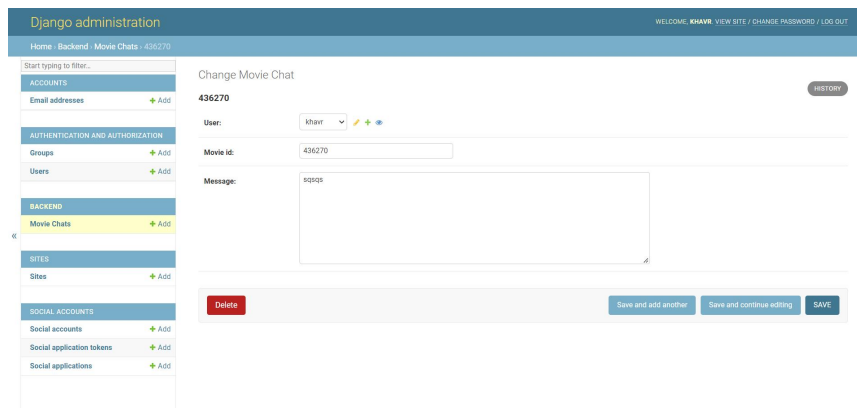 Django administration
WELCOME, KHAVR. VIEW SITE / CHANGE PASSWORD / LOG OUT
Home › Backend › Movie Chats › 436270
Start typing to filter...
ACCOUNTS
Email addresses + Add
AUTHENTICATION AND AUTHORIZATION
Groups + Add
Users + Add
BACKEND
Movie Chats + Add
«
SITES
Sites + Add
SOCIAL ACCOUNTS
Social accounts + Add
Social application tokens + Add
Social applications + Add
Change Movie Chat
HISTORY
436270
User: khavr
Movie id: 436270
Message: sqsqs
Delete
Save and add another
Save and continue editing
SAVE